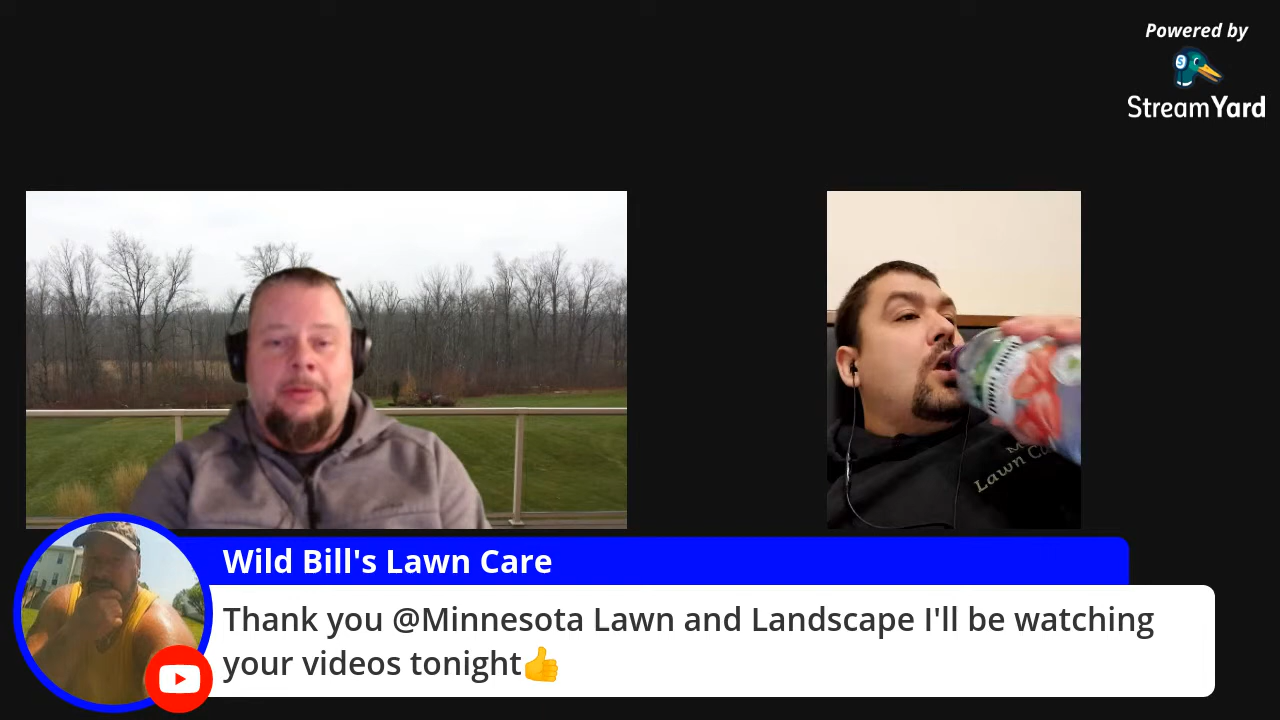 Powered by
StreamYard
Lawn
Wild Bill's Lawn Care
Thank you @Minnesota Lawn and Landscape I'll be watching
your videos tonight👍